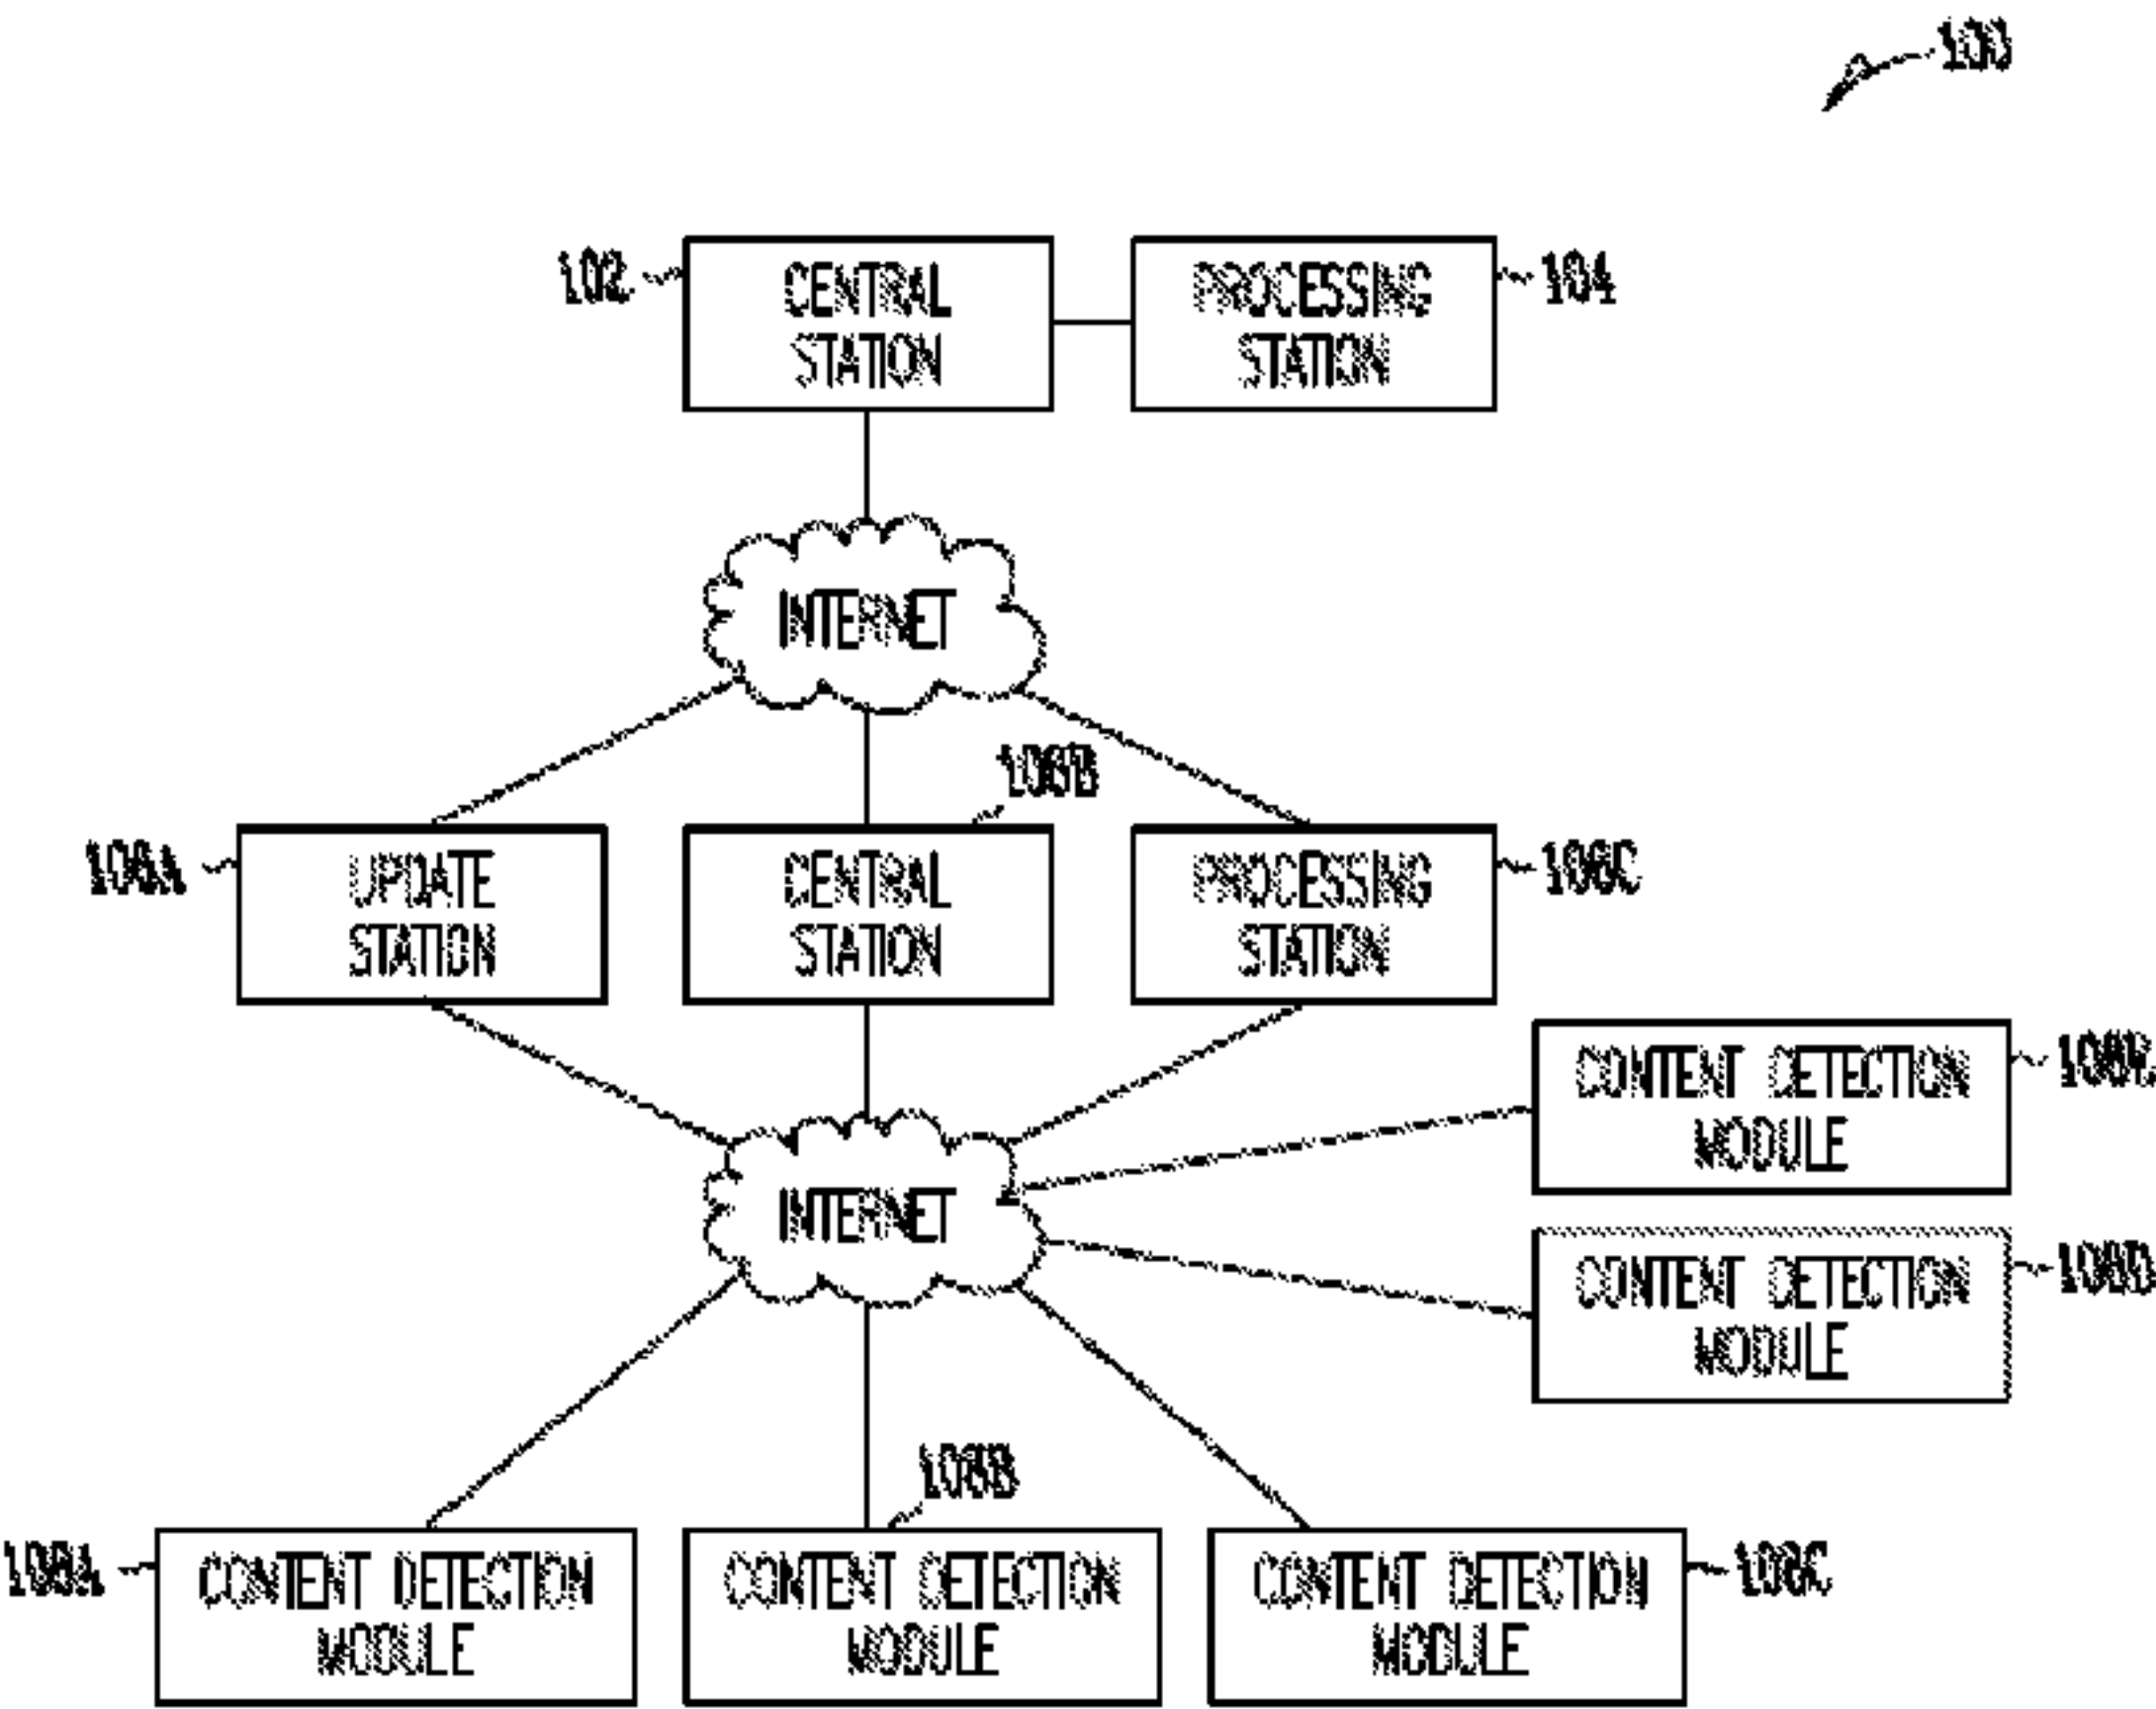 100
102
CENTRAL
STATION
PROCESSING
STATION
104
INTERNET
106B
106A
UPDATE
STATION
CENTRAL
STATION
PROCESSING
STATION
106C
CONTENT DETECTION
MODULE
INTERNET
CONTENT DETECTION
MODULE
108D
108B
108A
CONTENT DETECTION
MODULE
CONTENT DETECTION
MODULE
CONTENT DETECTION
MODULE
108C